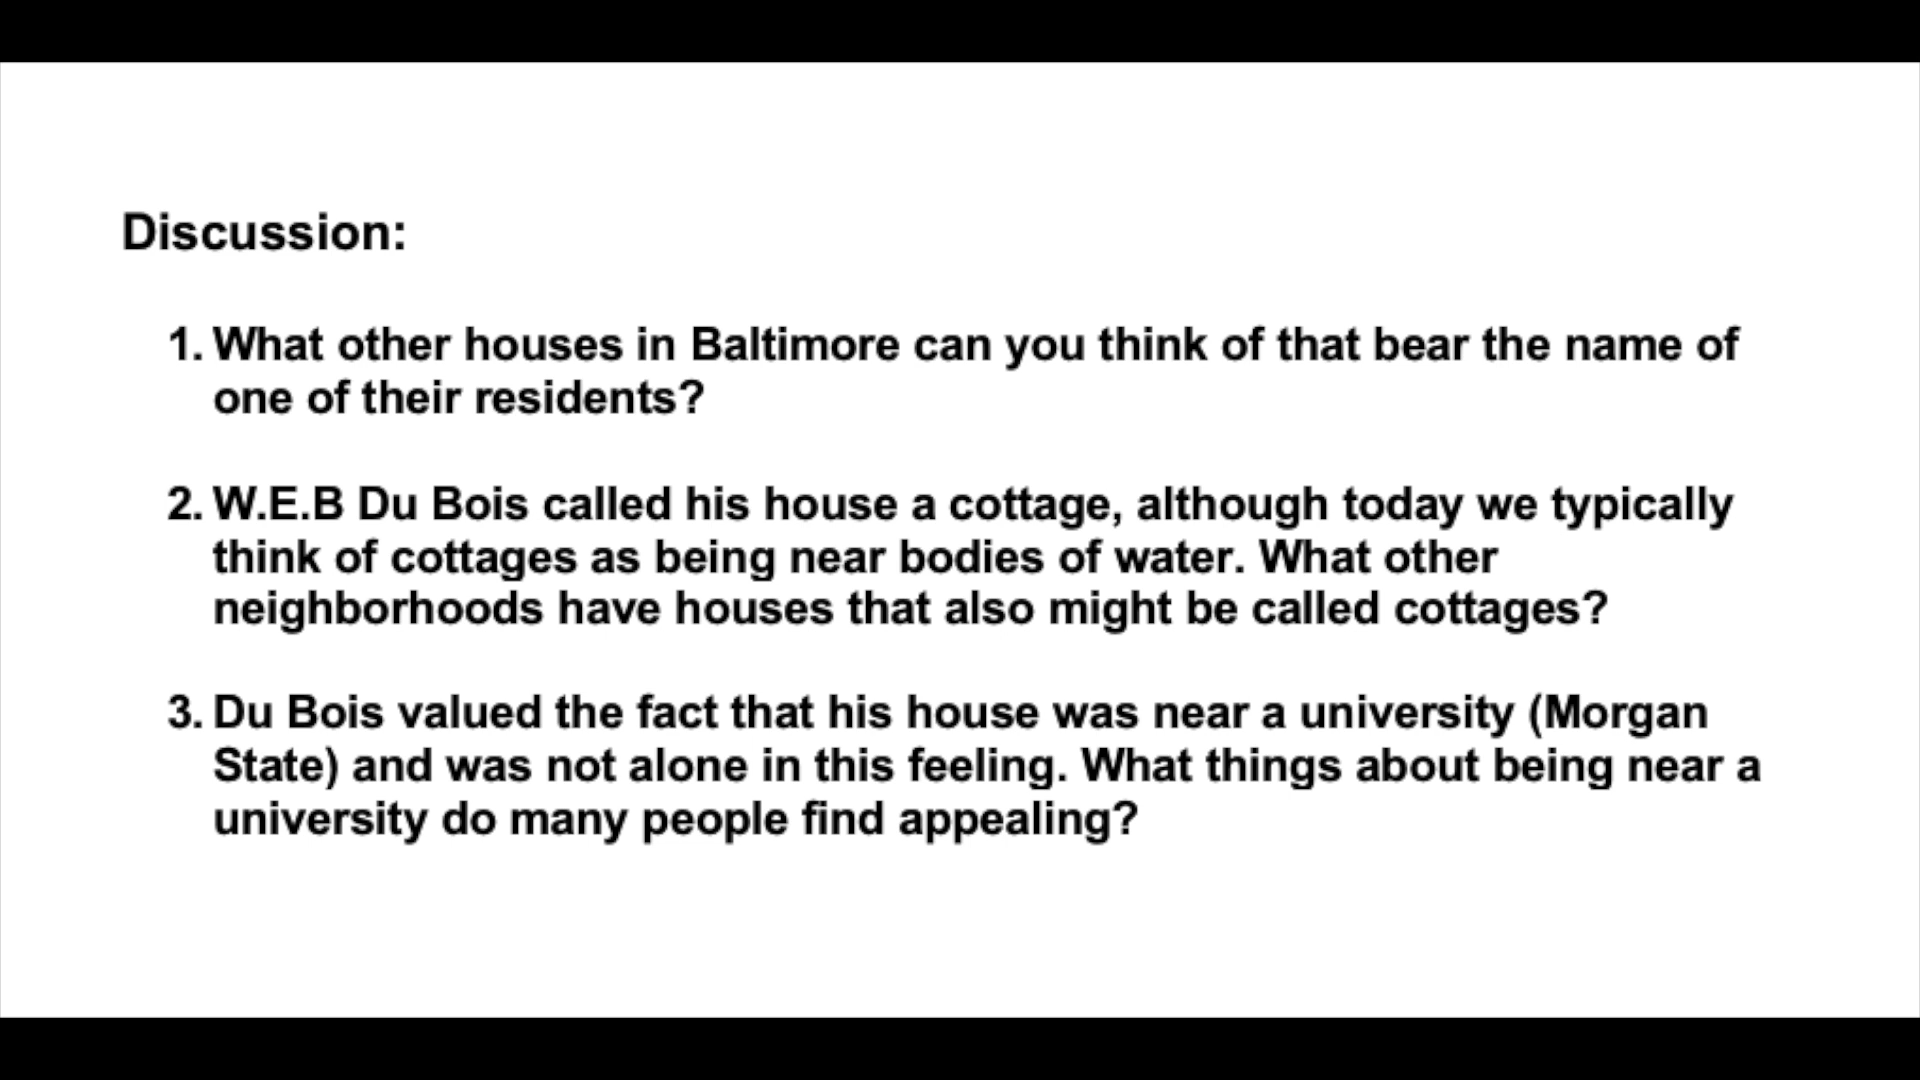 Discussion:
1. What other houses in Baltimore can you think of that bear the name of
one of their residents?
2. W.E.B Du Bois called his house a cottage, although today we typically
think of cottages as being near bodies of water. What other
neighborhoods have houses that also might be called cottages?
3. Du Bois valued the fact that his house was near a university (Morgan
State) and was not alone in this feeling. What things about being near a
university do many people find appealing?